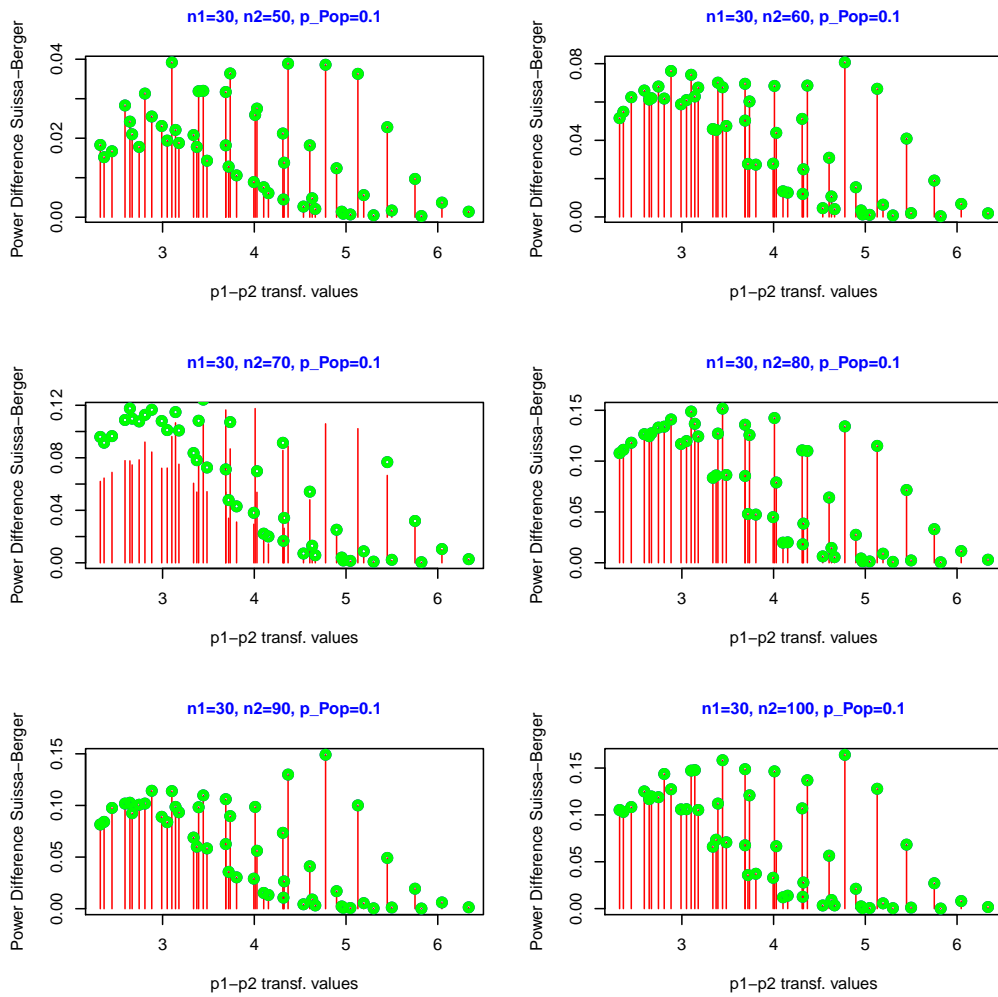 n1=30, n2=50, p_Pop=0.1
Power Difference Suissa−Berger
0.04
0.02
0.00
3 4 5 6
p1−p2 transf. values
n1=30, n2=60, p_Pop=0.1
Power Difference Suissa−Berger
0.08
0.04
0.00
3 4 5 6
p1−p2 transf. values
n1=30, n2=70, p_Pop=0.1
Power Difference Suissa−Berger
0.12
0.08
0.04
0.00
3 4 5 6
p1−p2 transf. values
n1=30, n2=80, p_Pop=0.1
Power Difference Suissa−Berger
0.15
0.10
0.05
0.00
3 4 5 6
p1−p2 transf. values
n1=30, n2=90, p_Pop=0.1
Power Difference Suissa−Berger
0.15
0.10
0.05
0.00
3 4 5 6
p1−p2 transf. values
n1=30, n2=100, p_Pop=0.1
Power Difference Suissa−Berger
0.15
0.10
0.05
0.00
3 4 5 6
p1−p2 transf. values